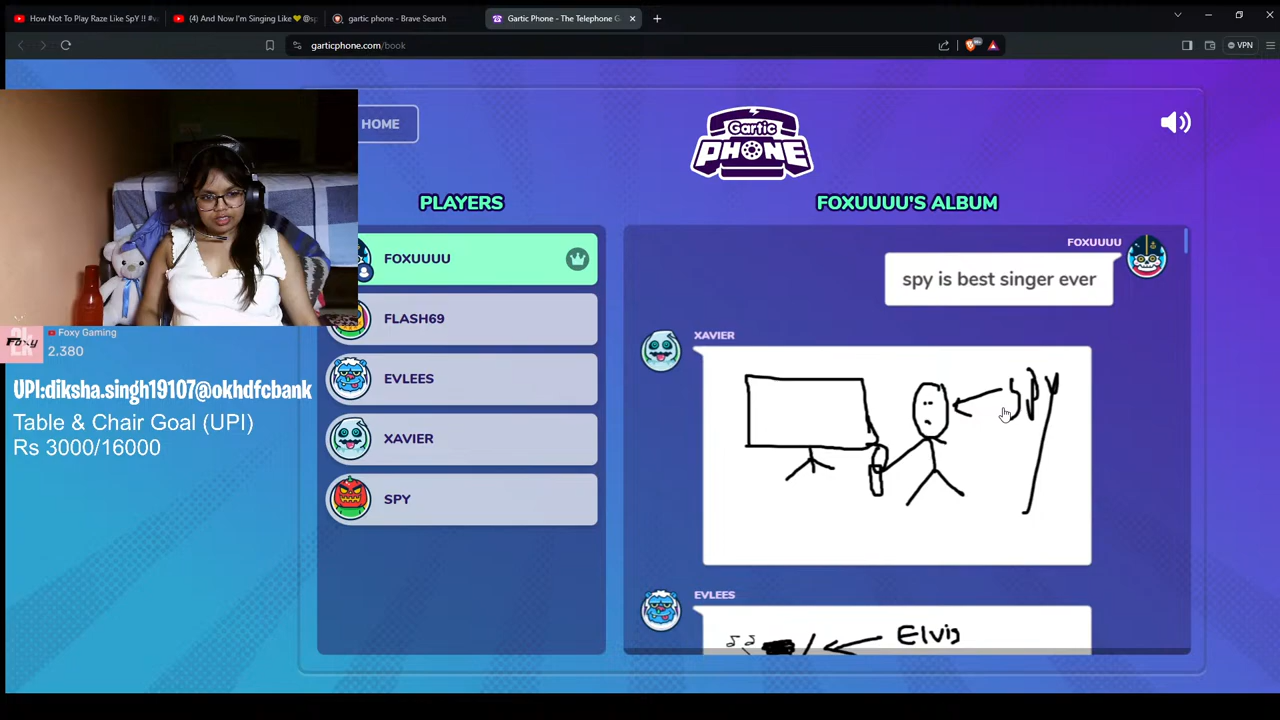 How Not To Play Raze Like SpY !! #va
(4) And Now I'm Singing Like💛@sp
gartic phone - Brave Search
Gartic Phone - The Telephone G
garticphone.com/book
VPN
HOME
Gartic
PHONE
PLAYERS
FOXUUUU'S ALBUM
FOXUUUU
FLASH69
EVLEES
XAVIER
SPY
FOXUUUU
spy is best singer ever
XAVIER
SPY
EVLEES
Elvis
Foxy
Foxy Gaming
2,380
UPI:diksha.singh19107@okhdfcbank
Table & Chair Goal (UPI)
Rs 3000/16000